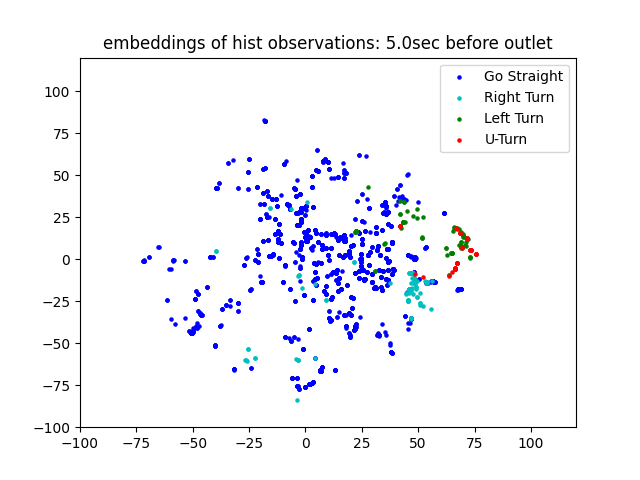 embeddings of hist observations: 5.0sec before outlet
Go Straight
Right Turn
Left Turn
U-Turn
100
75
50
25
0
−25
−50
−75
−100
−100 −75 −50 −25 0 25 50 75 100